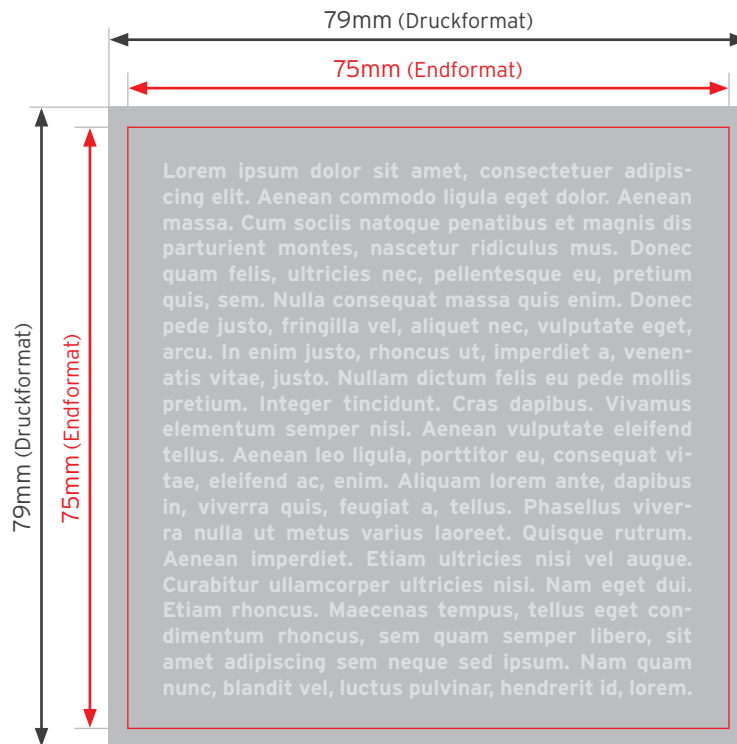 79mm (Druckformat)
75mm (Endformat)
79mm (Druckformat)
75mm (Endformat)
Lorem ipsum dolor sit amet, consectetuer adipis-
cing elit. Aenean commodo ligula eget dolor. Aenean
massa. Cum sociis natoque penatibus et magnis dis
parturient montes, nascetur ridiculus mus. Donec
quam felis, ultricies nec, pellentesque eu, pretium
quis, sem. Nulla consequat massa quis enim. Donec
pede justo, fringilla vel, aliquet nec, vulputate eget,
arcu. In enim justo, rhoncus ut, imperdiet a, venen-
atis vitae, justo. Nullam dictum felis eu pede mollis
pretium. Integer tincidunt. Cras dapibus. Vivamus
elementum semper nisi. Aenean vulputate eleifend
tellus. Aenean leo ligula, porttitor eu, consequat vi-
tae, eleifend ac, enim. Aliquam lorem ante, dapibus
in, viverra quis, feugiat a, tellus. Phasellus viver-
ra nulla ut metus varius laoreet. Quisque rutrum.
Aenean imperdiet. Etiam ultricies nisi vel augue.
Curabitur ullamcorper ultricies nisi. Nam eget dui.
Etiam rhoncus. Maecenas tempus, tellus eget con-
dimentum rhoncus, sem quam semper libero, sit
amet adipiscing sem neque sed ipsum. Nam quam
nunc, blandit vel, luctus pulvinar, hendrerit id, lorem.